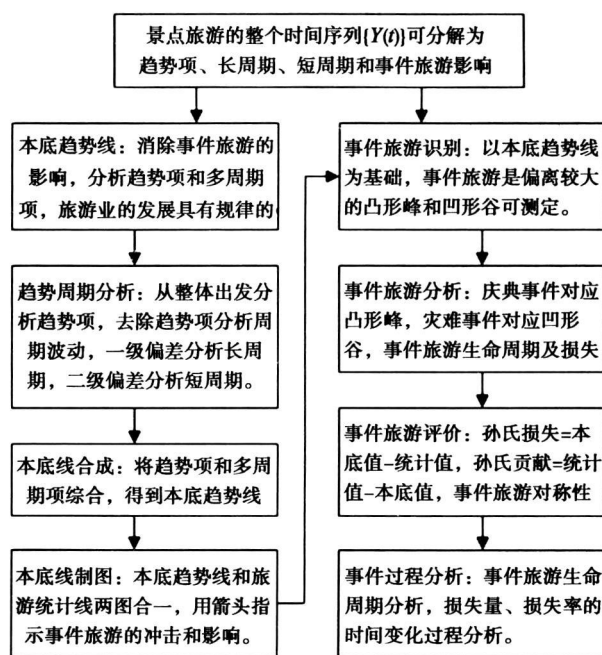 景点旅游的整个时间序列{Y(t)}可分解为
趋势项、长周期、短周期和事件旅游影响
本底趋势线：消除事件旅游的
影响，分析趋势项和多周期
项，旅游业的发展具有规律的
趋势周期分析：从整体出发分
析趋势项，去除趋势项分析周
期波动，一级偏差分析长周
期，二级偏差分析短周期。
本底线合成：将趋势项和多周
期项综合，得到本底趋势线
本底线制图：本底趋势线和旅
游统计线两图合一，用箭头指
示事件旅游的冲击和影响。
事件旅游识别：以本底趋势线
为基础，事件旅游是偏离较大
的凸形峰和凹形谷可测定。
事件旅游分析：庆典事件对应
凸形峰，灾难事件对应凹形
谷，事件旅游生命周期及损失
事件旅游评价：孙氏损失=本
底值-统计值，孙氏贡献=统计
值-本底值，事件旅游对称性
事件过程分析：事件旅游生命
周期分析，损失量、损失率的
时间变化过程分析。